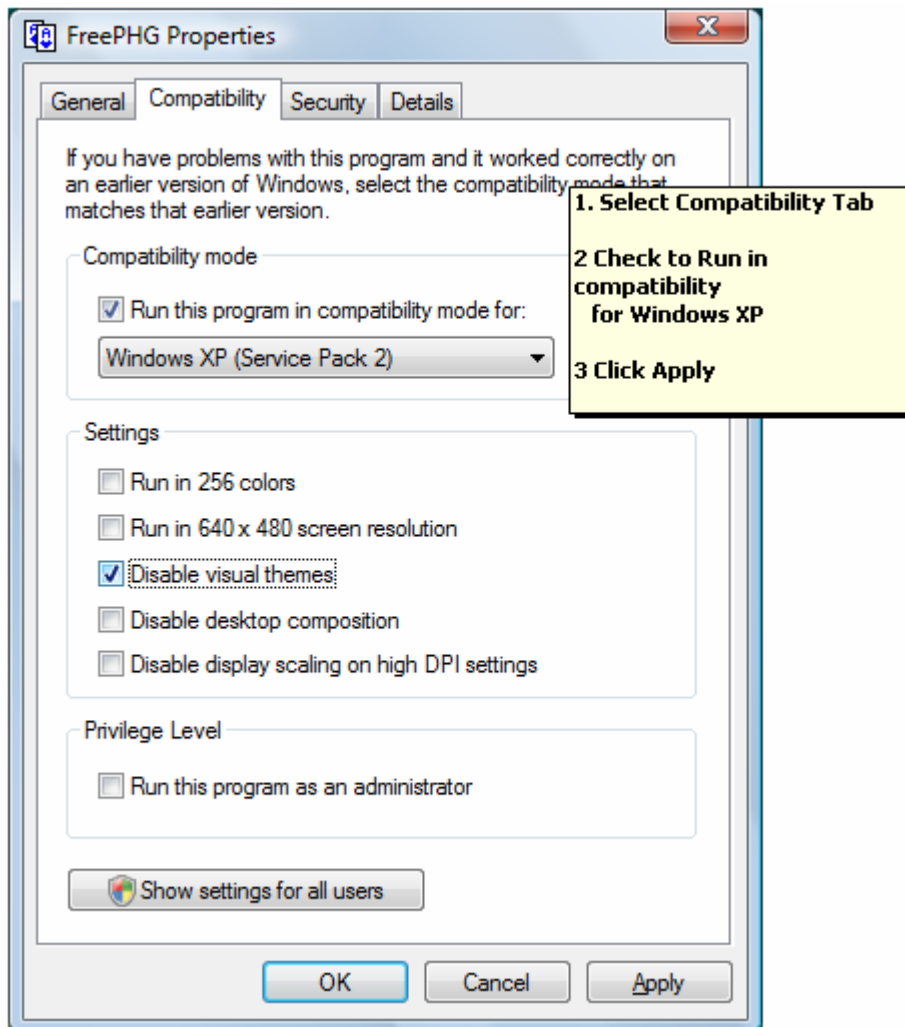 FreePHG Properties
General Compatibility Security Details
If you have problems with this program and it worked correctly on
an earlier version of Windows, select the compatibility mode that
matches that earlier version.
1. Select Compatibility Tab
2 Check to Run in
compatibility
for Windows XP
3 Click Apply
Compatibility mode
Run this program in compatibility mode for:
Windows XP (Service Pack 2)
Settings
Run in 256 colors
Run in 640 x 480 screen resolution
Disable visual themes
Disable desktop composition
Disable display scaling on high DPI settings
Privilege Level
Run this program as an administrator
Show settings for all users
OK Cancel Apply